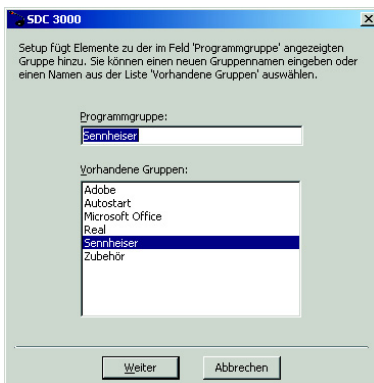 SDC 3000
Setup fügt Elemente zu der im Feld 'Programmgruppe' angezeigten
Gruppe hinzu. Sie können einen neuen Gruppennamen eingeben oder
einen Namen aus der Liste 'Vorhandene Gruppen' auswählen.
Programmgruppe:
Sennheiser
Vorhandene Gruppen:
Adobe
Autostart
Microsoft Office
Real
Sennheiser
Zubehör
Weiter
Abbrechen